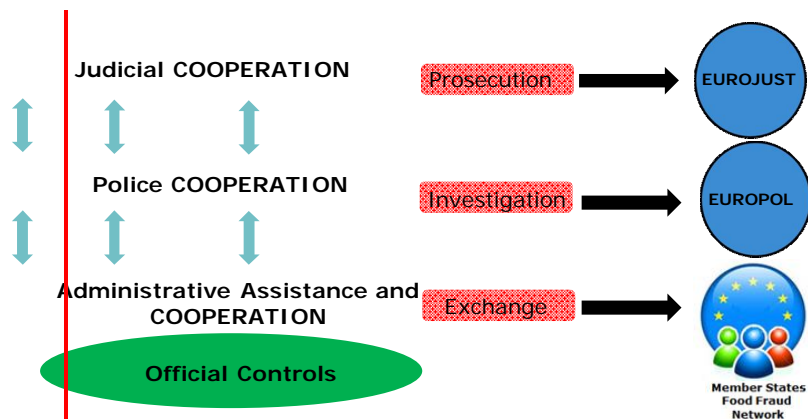 Judicial COOPERATION
Prosecution
EUROJUST
Police COOPERATION
Investigation
EUROPOL
Administrative Assistance and
COOPERATION
Exchange
Official Controls
Member States
Food Fraud
Network